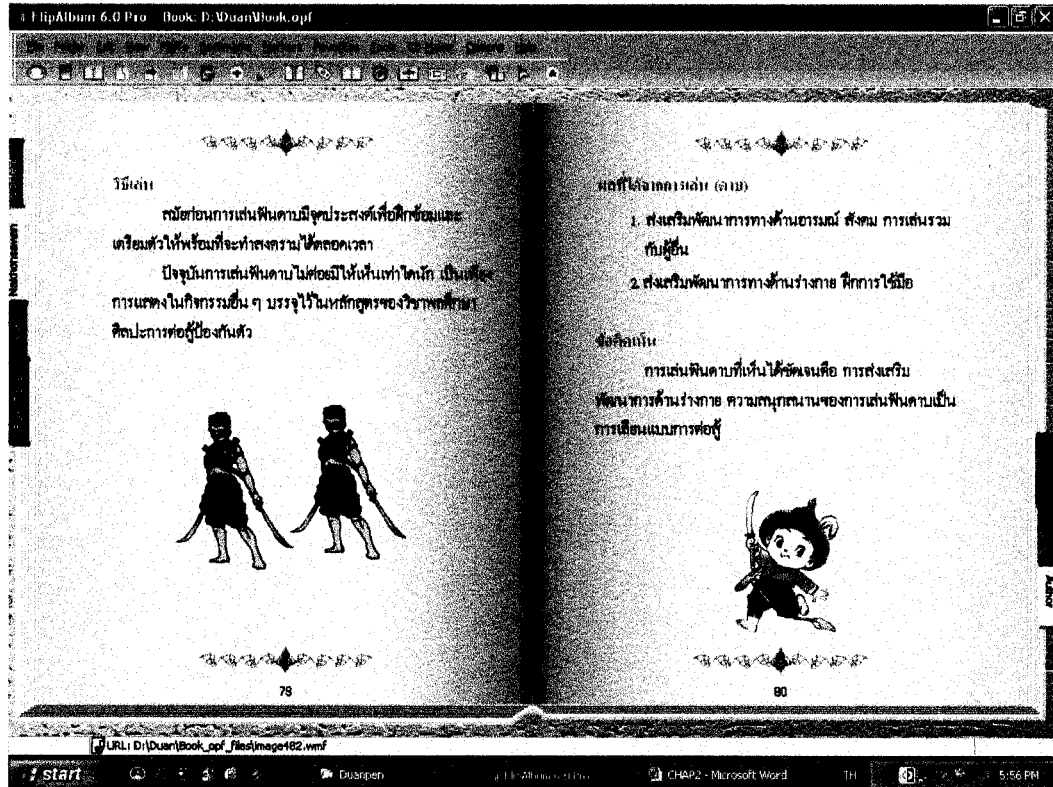 FlipAlbum 6.0 Pro - Book: D:\Duan\Book.opf
วิธีเล่น
สมัยก่อนการเล่นฟันดาบมีจุดประสงค์เพื่อฝึกซ้อมและ
เตรียมตัวให้พร้อมที่จะทำสงครามได้ตลอดเวลา
ปัจจุบันการเล่นฟันดาบไม่ค่อยมีให้เห็นเท่าใดนัก เป็นเพียง
การแสดงในกิจกรรมอื่น ๆ บรรจุไว้ในหลักสูตรของวิชาพลศึกษา
ศิลปะการต่อสู้ป้องกันตัว
79
ผลที่ได้จากการเล่น (ดาบ)
1. ส่งเสริมพัฒนาการทางด้านอารมณ์ สังคม การเล่นรวม
กับผู้อื่น
2. ส่งเสริมพัฒนาการทางด้านร่างกาย ฝึกการใช้มือ
ข้อคิดเห็น
การเล่นฟันดาบที่เห็นได้ชัดเจนคือ การส่งเสริม
พัฒนาการด้านร่างกาย ความสนุกสนานของการเล่นฟันดาบเป็น
การเลียนแบบการต่อสู้
80
Author
URL: D:\Duan\Book_opf_files\image482.wmf
start
Duanpen
FlipAlbum 6.0 Pro
CHAP2 - Microsoft Word
TH
5:56 PM